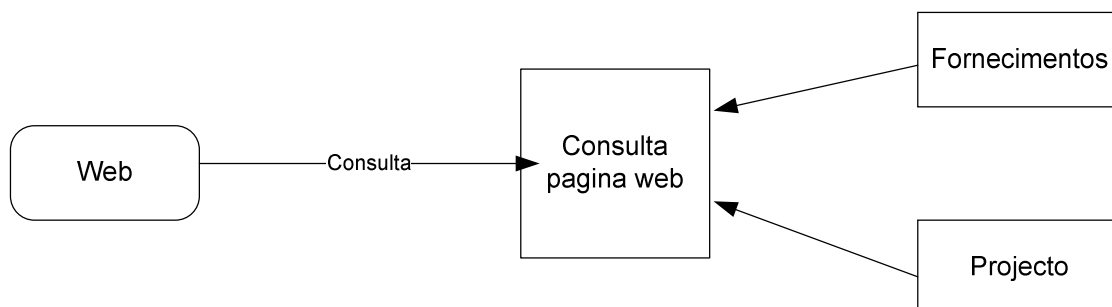 Web
Consulta
Consulta
pagina web
Fornecimentos
Projecto